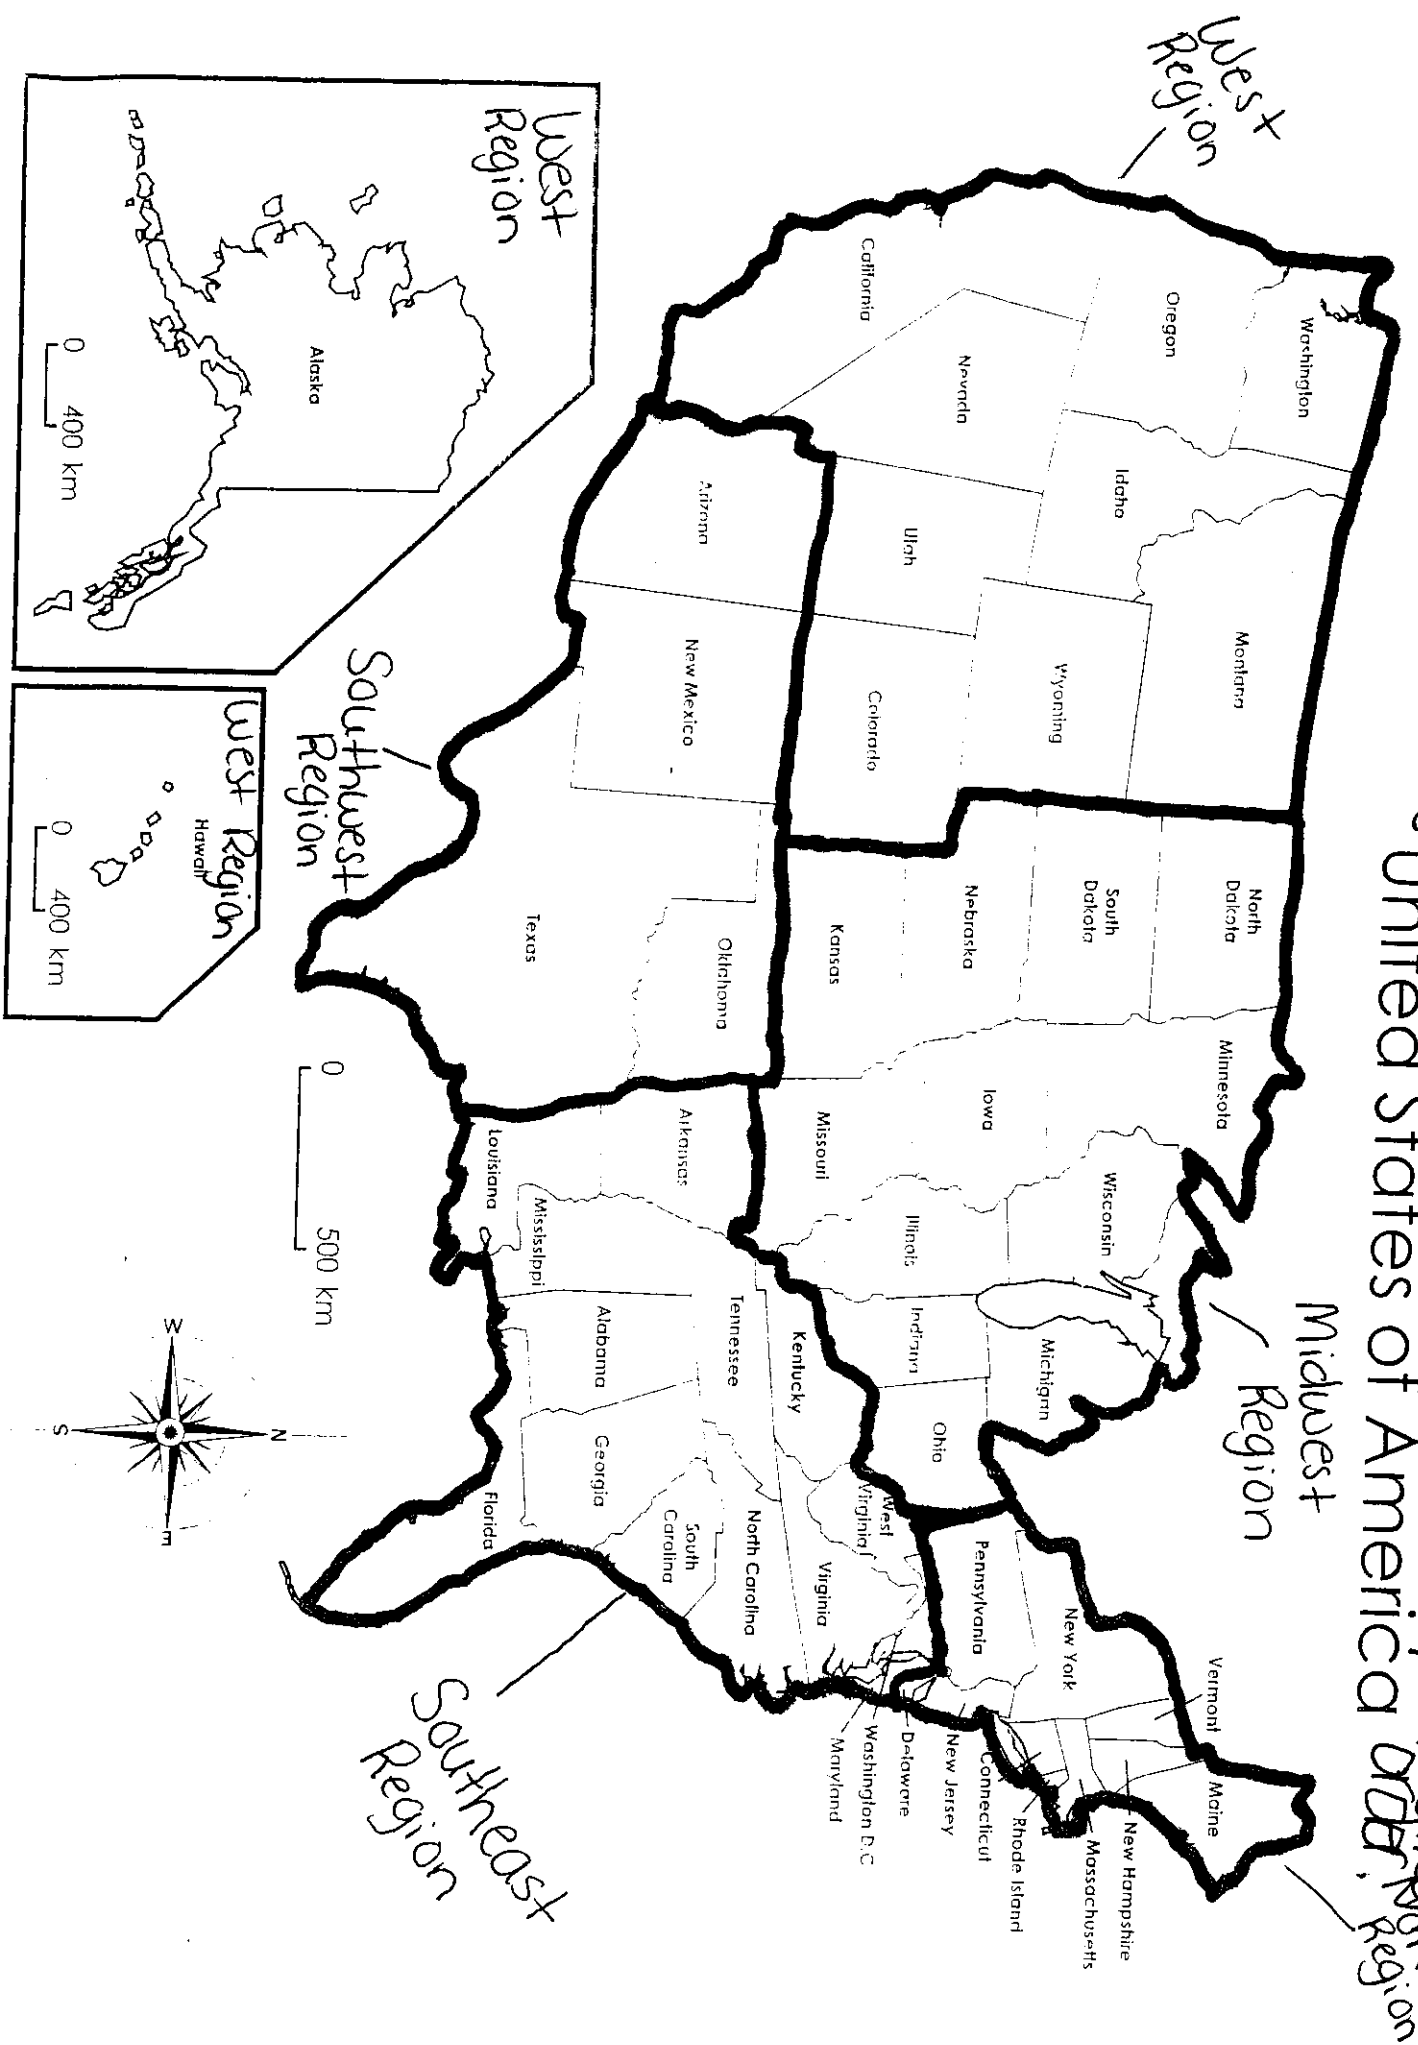 United States of America order,
Region
West
Region
Midwest
Region
Washington
Oregon
California
Nevada
Idaho
Montana
Wyoming
Utah
Colorado
Arizona
New Mexico
North
Dakota
South
Dakota
Nebraska
Kansas
Oklahoma
Texas
Minnesota
Iowa
Missouri
Arkansas
Louisiana
Wisconsin
Illinois
Michigan
Indiana
Ohio
Kentucky
Tennessee
Mississippi
Alabama
Georgia
Florida
South
Carolina
North Carolina
Virginia
West
Virginia
Pennsylvania
New York
Vermont
Maine
New Hampshire
Massachusetts
Rhode Island
Connecticut
New Jersey
Delaware
Washington D.C
Maryland
West
Region
Alaska
0 400 km
West Region
Hawaii
0 400 km
Southwest
Region
0 500 km
N
W
E
S
Southeast
Region